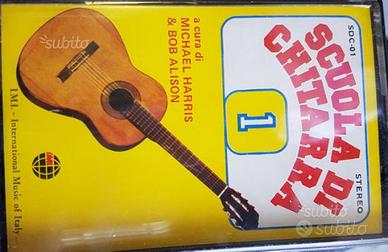 SCUOLA DI
CHITARRA
1
a cura di
MICHAEL HARRIS
& BOB ALISON
SDC-01
STEREO
I.M.I. - International Music of Italy
IMI
subito
subito
subito